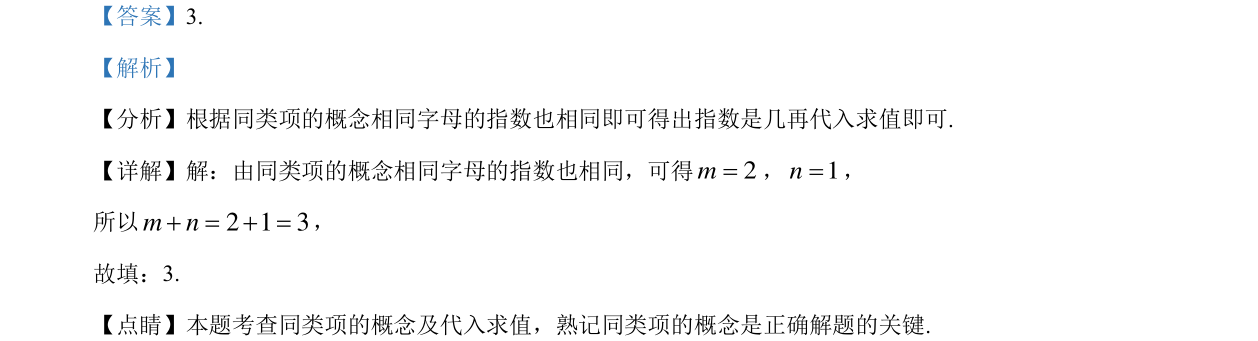 【答案】3.
【解析】
【分析】根据同类项的概念相同字母的指数也相同即可得出指数是几再代入求值即可.
【详解】解：由同类项的概念相同字母的指数也相同，可得 m = 2，n =1，
所以 m + n = 2+1= 3，
故填：3.
【点睛】本题考查同类项的概念及代入求值，熟记同类项的概念是正确解题的关键.